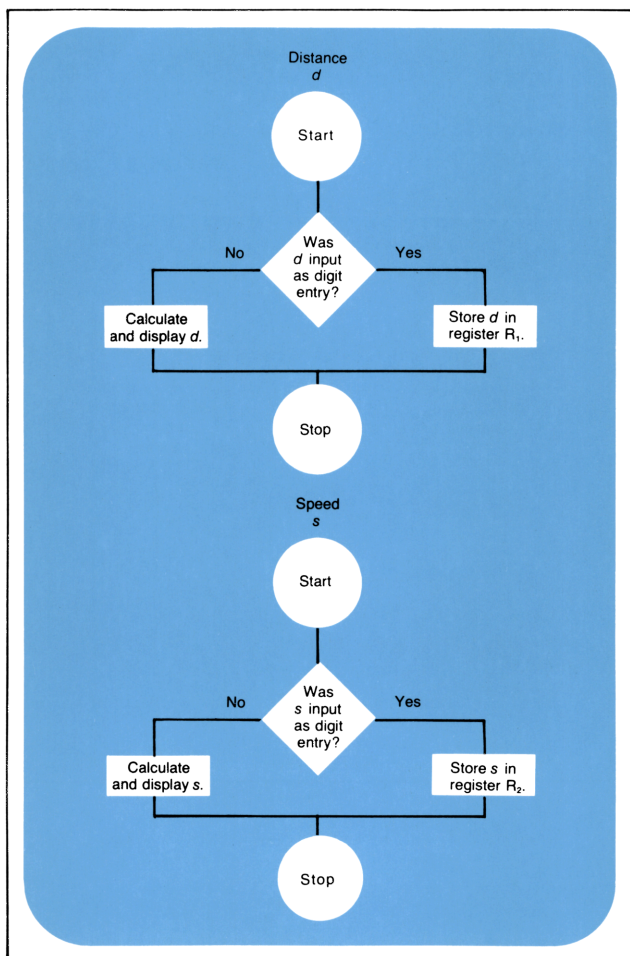 Distance
d
Start
Was
d input
as digit
entry?
No
Yes
Calculate
and display d.
Store d in
register R₁.
Stop
Speed
s
Start
Was
s input
as digit
entry?
No
Yes
Calculate
and display s.
Store s in
register R₂.
Stop